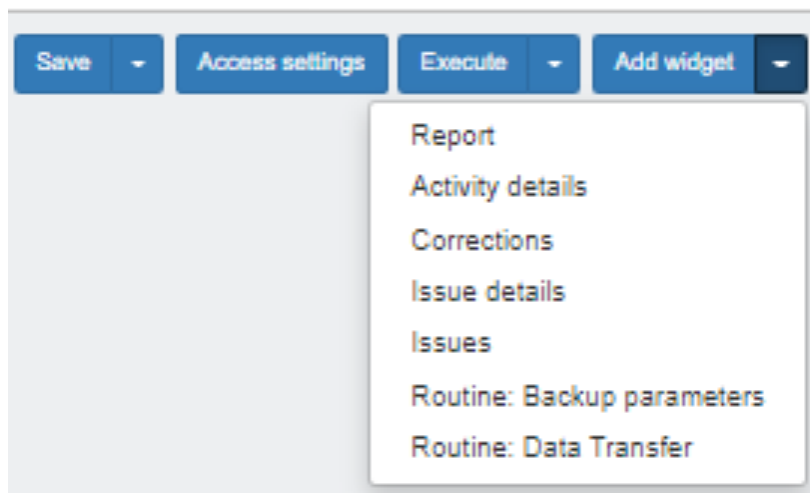 Save Access settings Execute Add widget
Report
Activity details
Corrections
Issue details
Issues
Routine: Backup parameters
Routine: Data Transfer